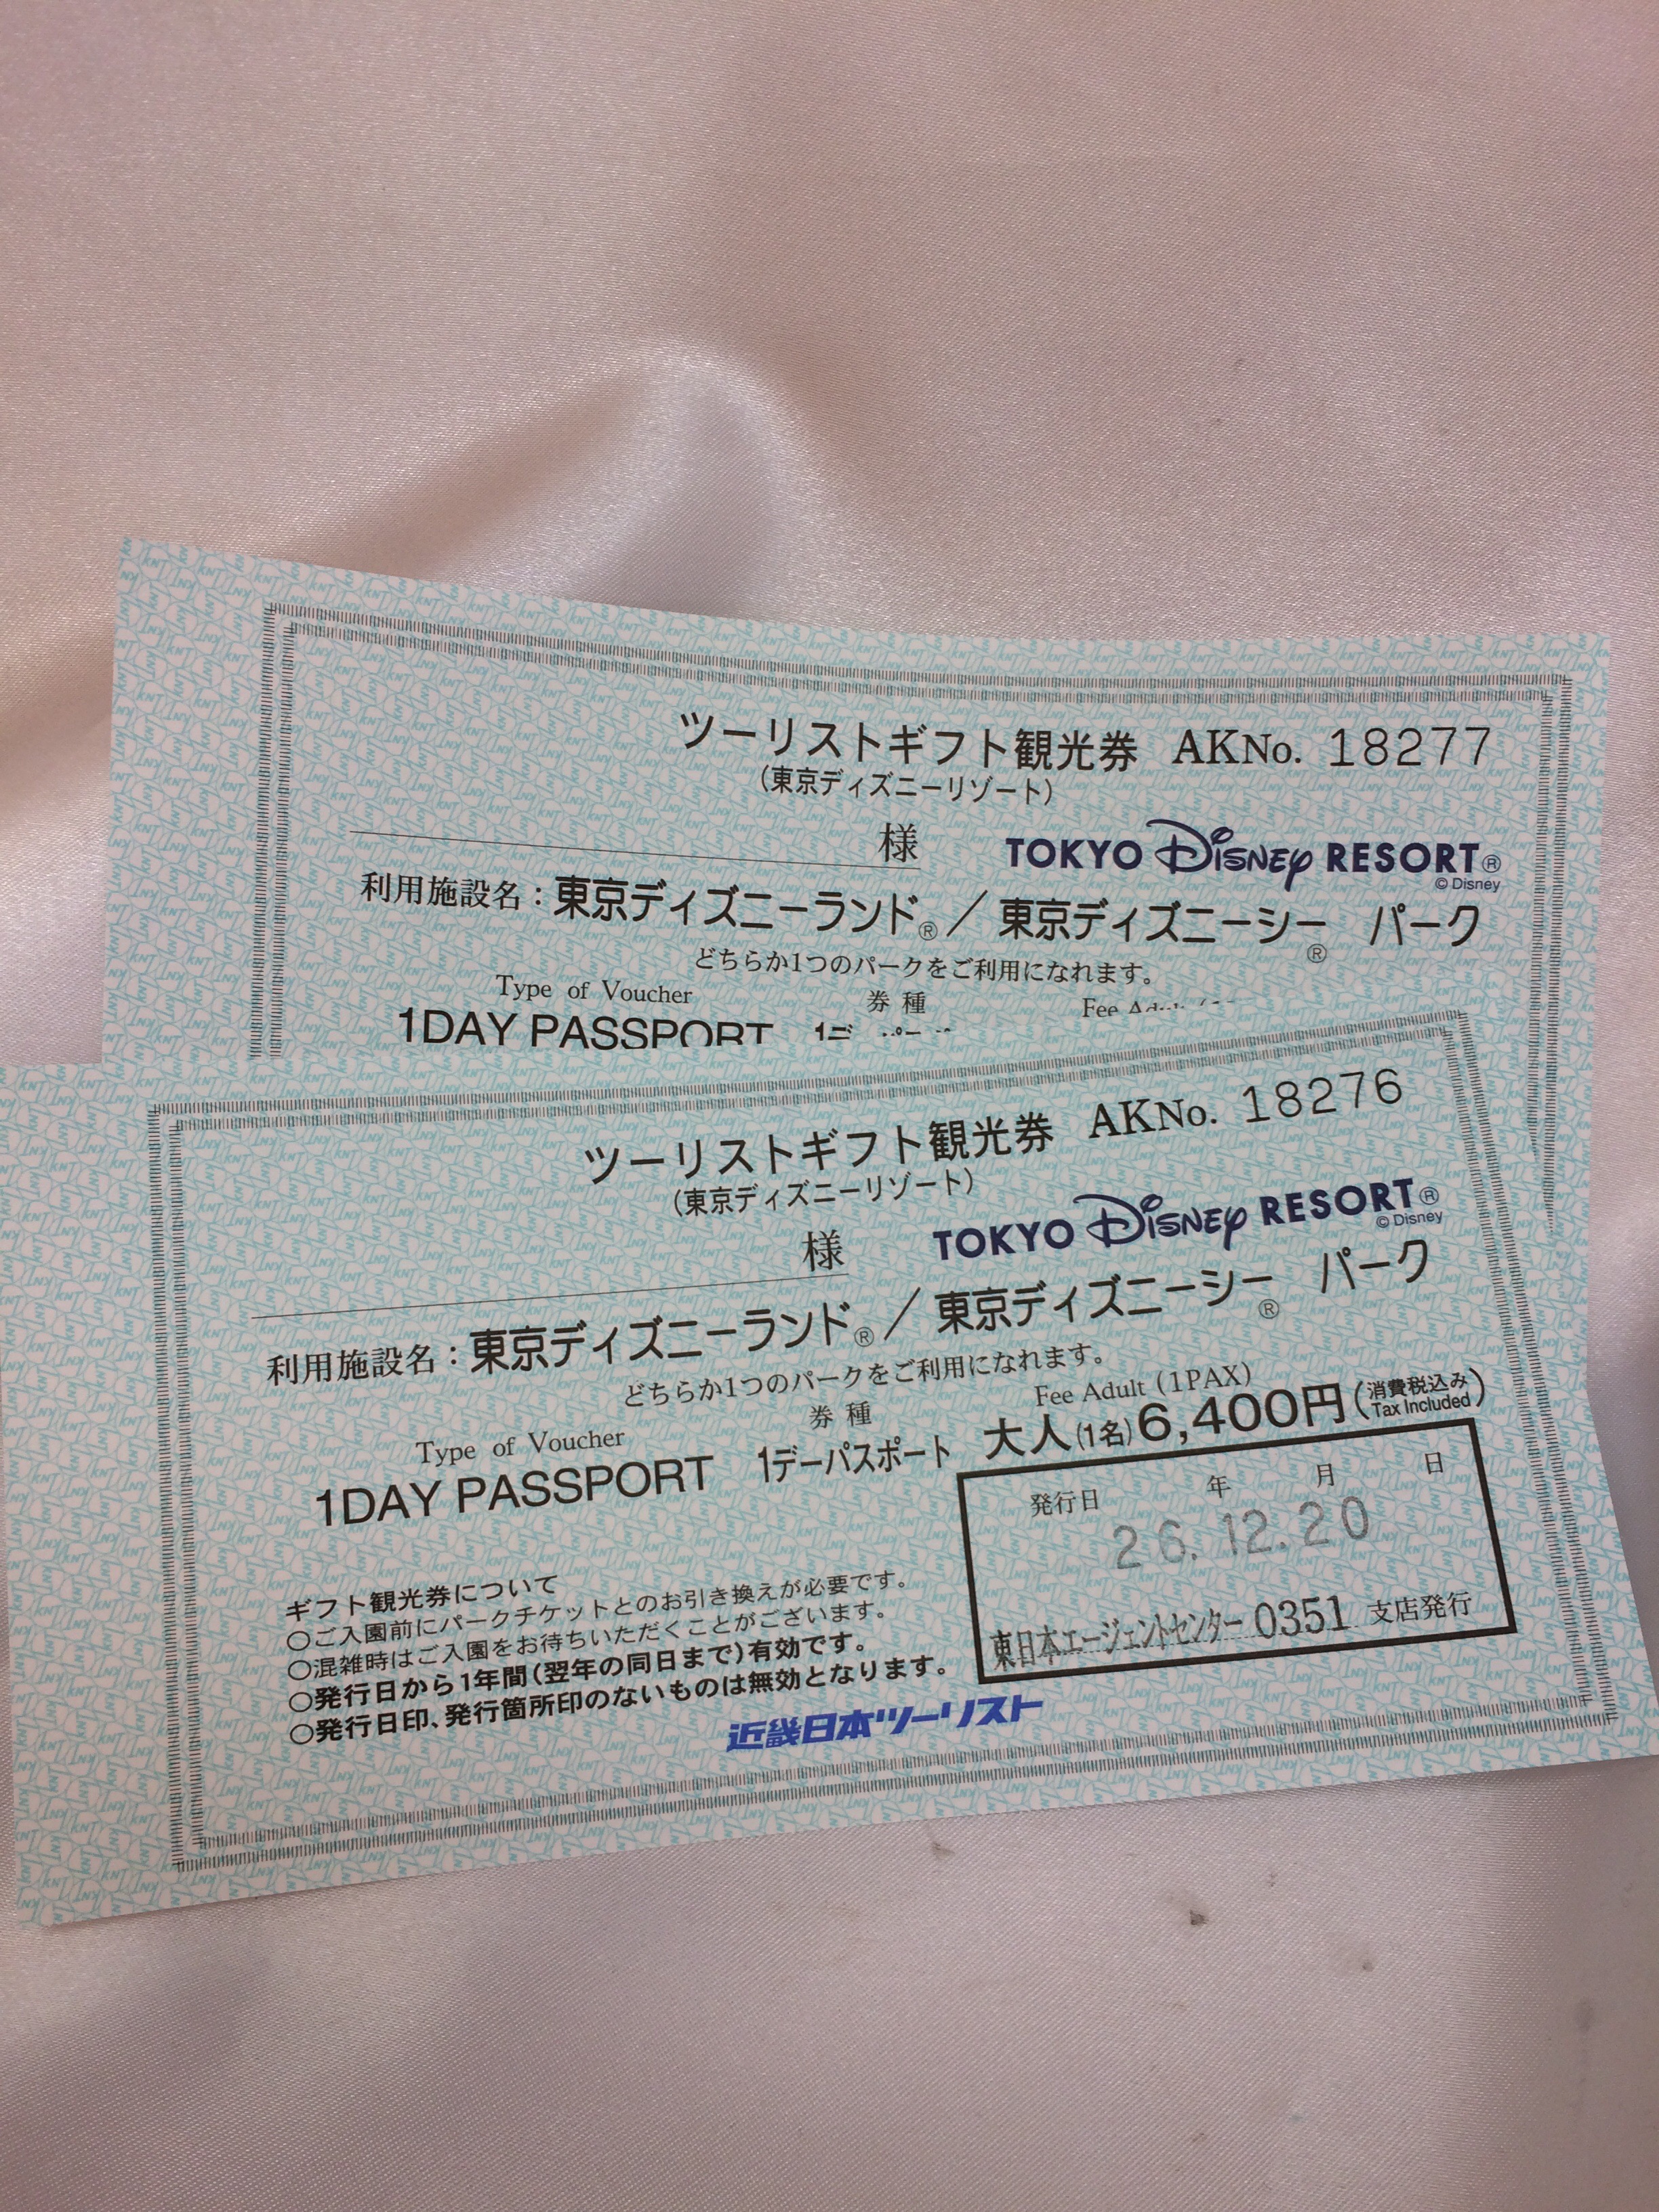 ツーリストギフト観光券 AKNo. 18277
(東京ディズニーリゾート)
様 TOKYO Disney RESORT®
© Disney
利用施設名：東京ディズニーランド®／東京ディズニーシー® パーク
どちらか1つのパークをご利用になれます。
Type of Voucher 券種 Fee
1DAY PASSPORT
ツーリストギフト観光券 AKNo. 18276
(東京ディズニーリゾート)
様 TOKYO Disney RESORT®
© Disney
利用施設名：東京ディズニーランド®／東京ディズニーシー® パーク
どちらか1つのパークをご利用になれます。
Type of Voucher 券種 Fee Adult (1PAX)
1DAY PASSPORT 1デーパスポート 大人(1名)6,400円(消費税込み Tax Included)
発行日 年 月 日
26.12.20
東日本エージェントセンター 0351 支店発行
ギフト観光券について
○ご入園前にパークチケットとのお引き換えが必要です。
○混雑時はご入園をお待ちいただくことがございます。
○発行日から1年間(翌年の同日まで)有効です。
○発行日印、発行箇所印のないものは無効となります。
近畿日本ツーリスト